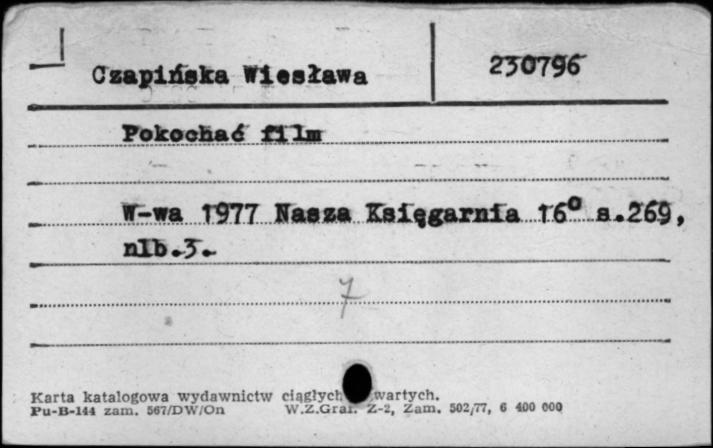 Czapińska Wiesława 230796
Pokochać film
W-wa 1977 Nasza Księgarnia 16° s.269,
nlb.3.
7
Karta katalogowa wydawnictw ciągłych wartych.
Pu-B-144 zam. 567/DW/On W.Z.Graf. Z-2, Zam. 502/77, 6 400 000